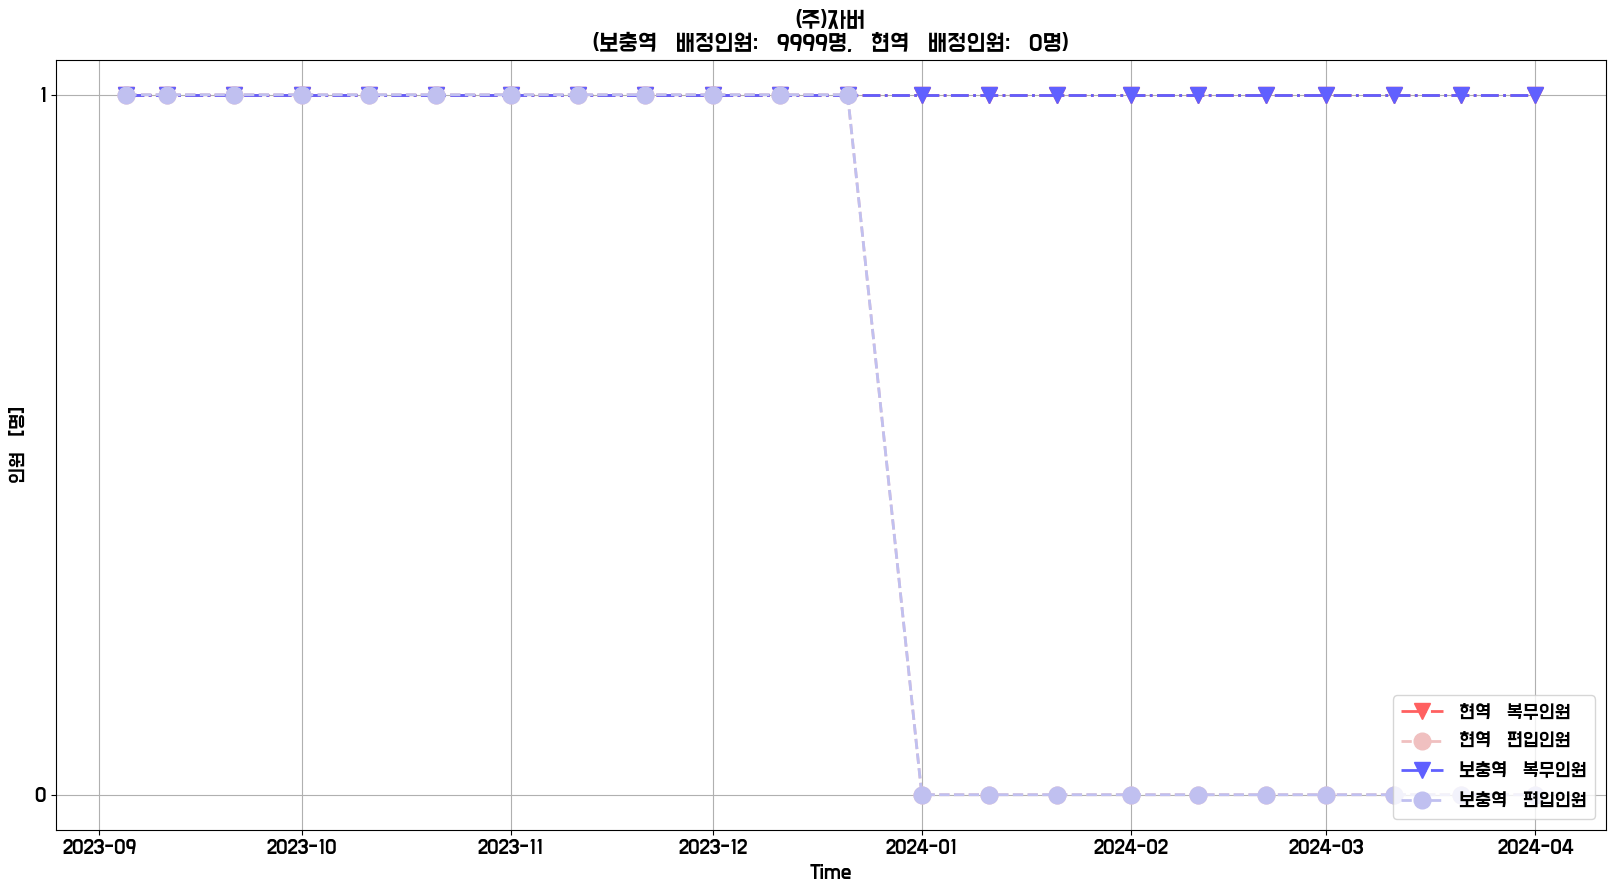 (주)자버
(보충역 배정인원: 9999명, 현역 배정인원: 0명)
1
인원 [명]
0
현역 복무인원
현역 편입인원
보충역 복무인원
보충역 편입인원
2023-09 2023-10 2023-11 2023-12 2024-01 2024-02 2024-03 2024-04
Time